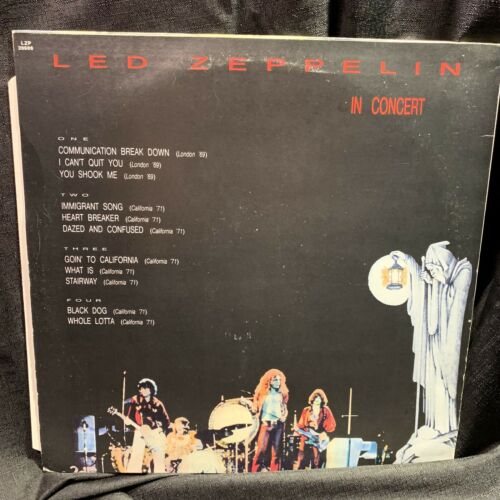 LZP
LED ZEPPELIN
IN CONCERT
ONE
COMMUNICATION BREAK DOWN (London '69)
I CAN'T QUIT YOU (London '69)
YOU SHOOK ME (London '69)
TWO
IMMIGRANT SONG (California '71)
HEART BREAKER (California '71)
DAZED AND CONFUSED (California '71)
THREE
GOIN' TO CALIFORNIA (California '71)
WHAT IS (California '71)
STAIRWAY (California '71)
FOUR
BLACK DOG (California '71)
WHOLE LOTTA (California '71)